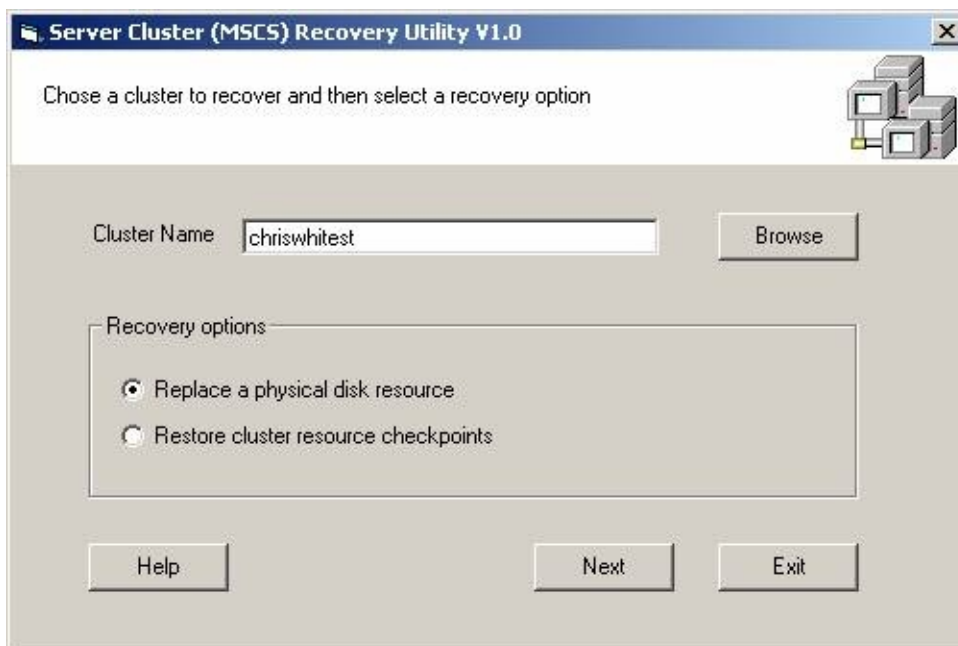 Server Cluster (MSCS) Recovery Utility V1.0
Chose a cluster to recover and then select a recovery option
Cluster Name
chriswhitest
Browse
Recovery options
Replace a physical disk resource
Restore cluster resource checkpoints
Help
Next
Exit